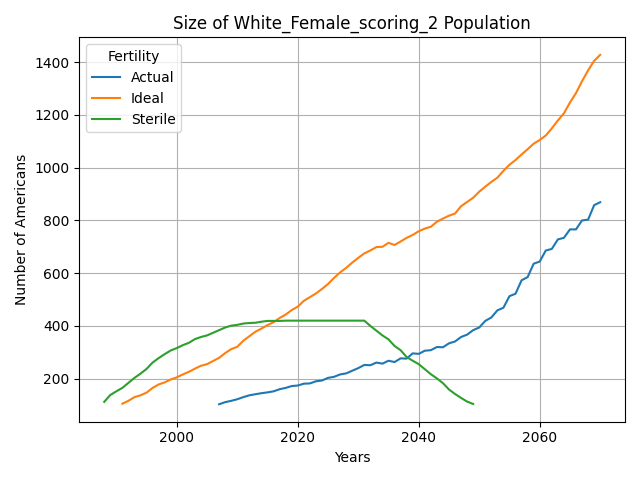 Size of White_Female_scoring_2 Population
Fertility
Actual
Ideal
Sterile
Number of Americans
1400
1200
1000
800
600
400
200
2000
2020
2040
2060
Years